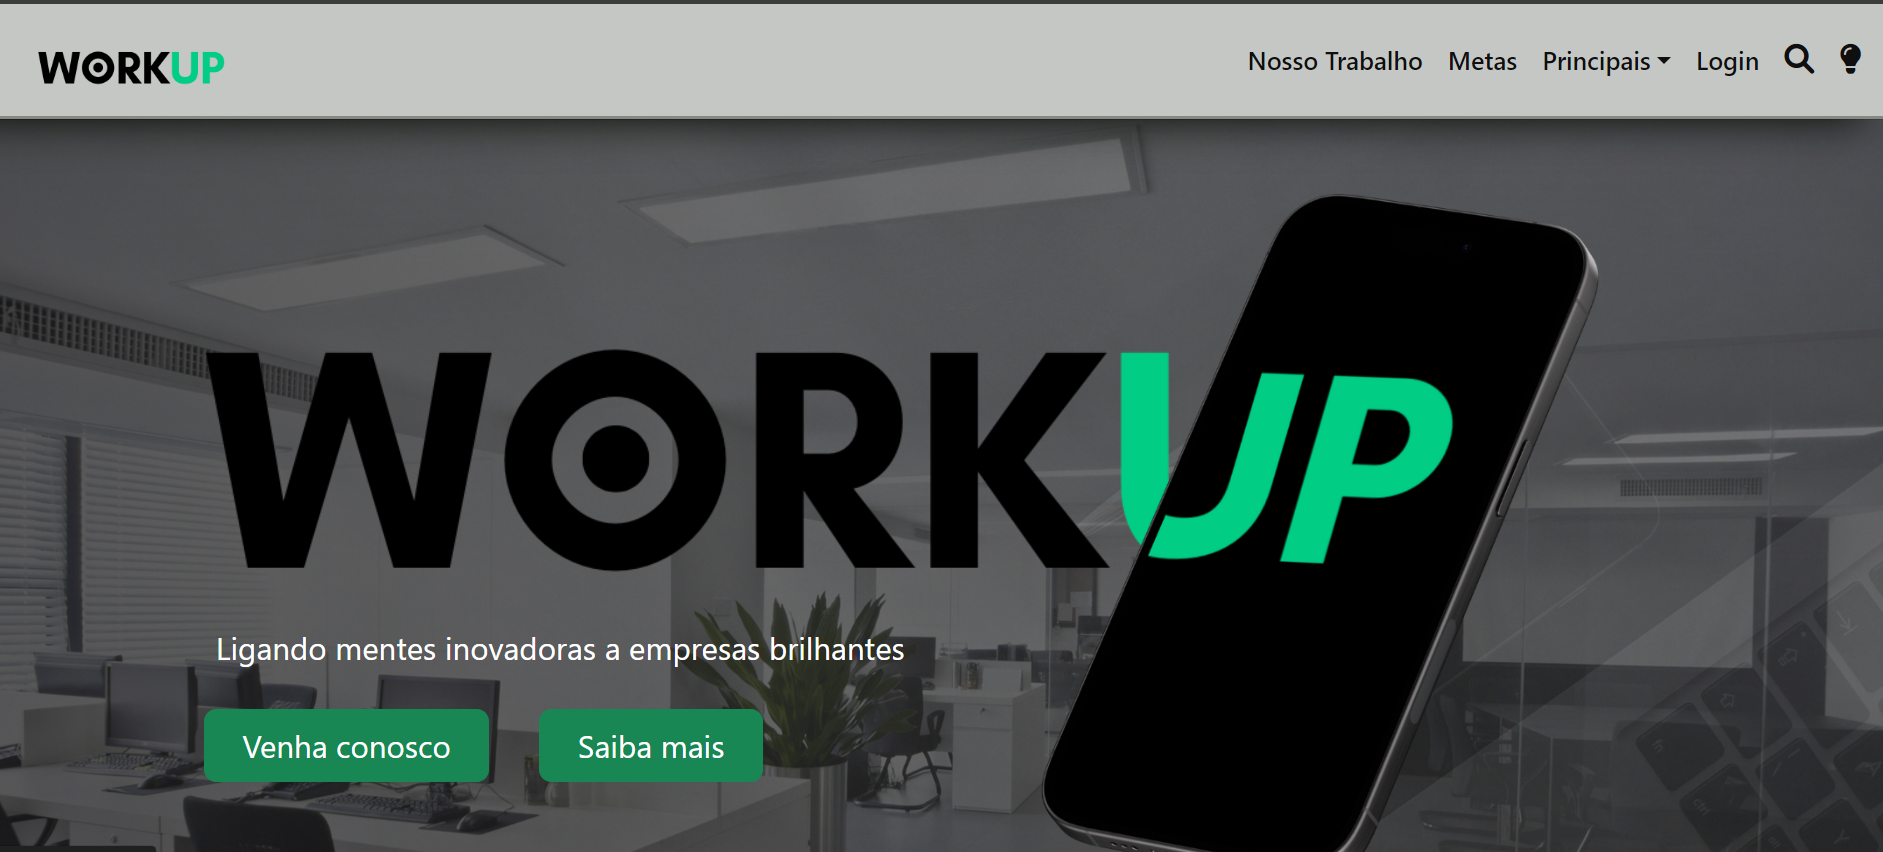 WORKUP
Nosso Trabalho Metas Principais Login
WORKUP
Ligando mentes inovadoras a empresas brilhantes
Venha conosco Saiba mais